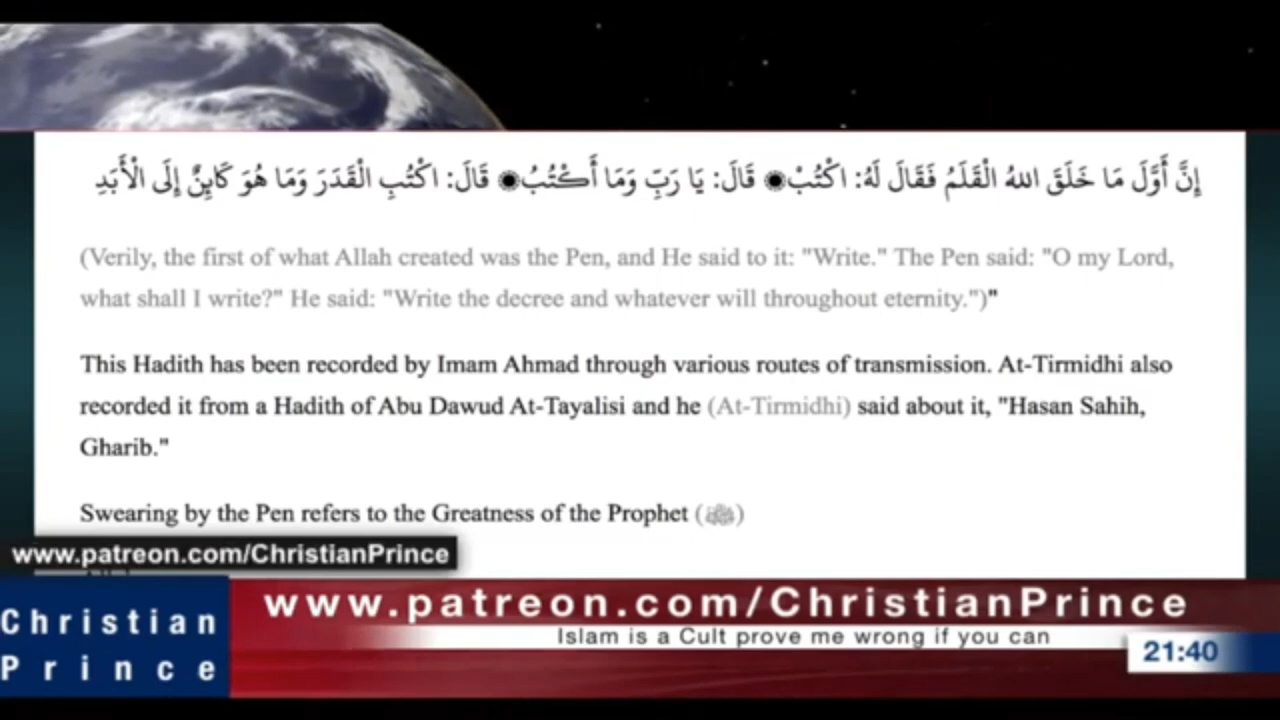 إِنَّ أَوَّلَ مَا خَلَقَ اللهُ الْقَلَمُ فَقَالَ لَهُ: اكْتُبْ قَالَ: يَا رَبِّ وَمَا أَكْتُبُ قَالَ: اكْتُبِ الْقَدَرَ وَمَا هُوَ كَايِنٌ إِلَى الْأَبَدِ
(Verily, the first of what Allah created was the Pen, and He said to it: "Write." The Pen said: "O my Lord,
what shall I write?" He said: "Write the decree and whatever will throughout eternity.")"
This Hadith has been recorded by Imam Ahmad through various routes of transmission. At-Tirmidhi also
recorded it from a Hadith of Abu Dawud At-Tayalisi and he (At-Tirmidhi) said about it, "Hasan Sahih,
Gharib."
Swearing by the Pen refers to the Greatness of the Prophet (ﷺ)
www.patreon.com/ChristianPrince
Christian
Prince
www.patreon.com/ChristianPrince
Islam is a Cult prove me wrong if you can
21:40